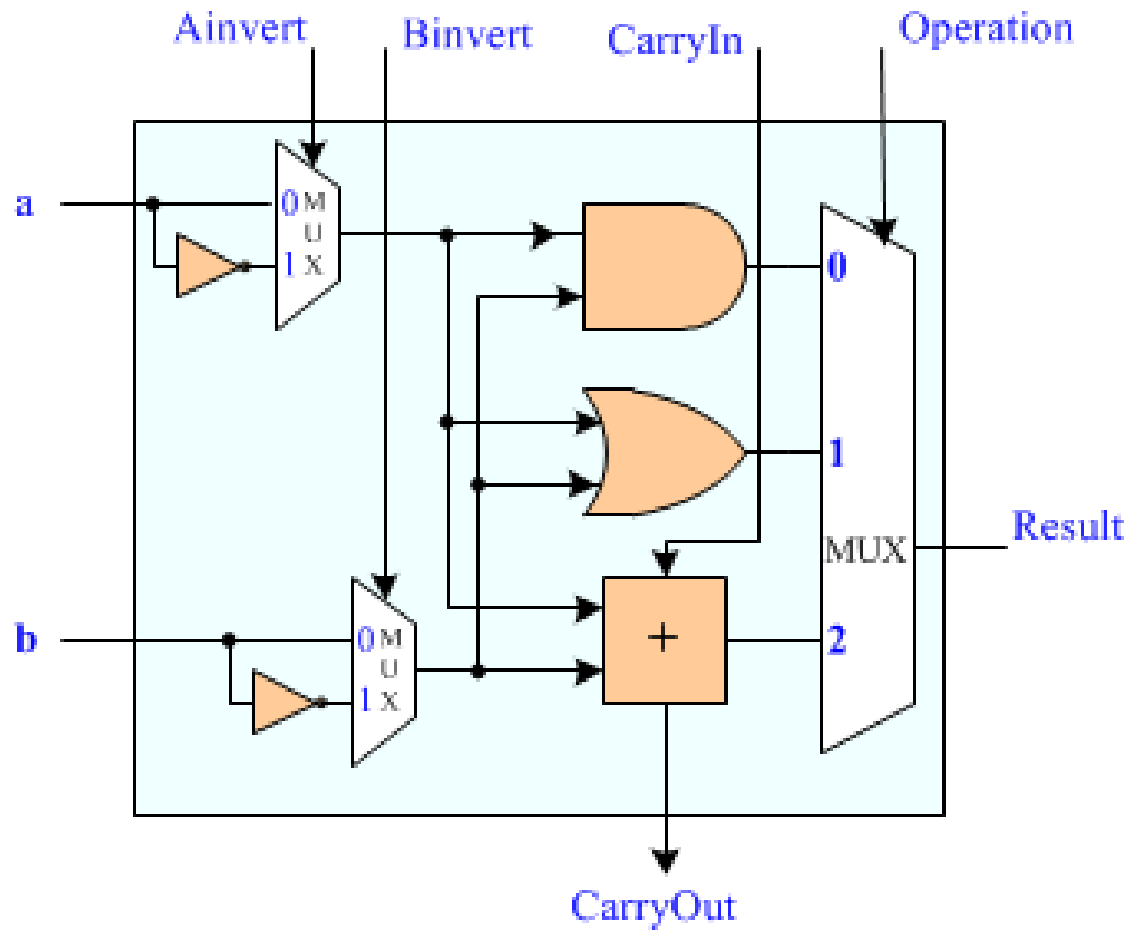 Ainvert
Binvert
CarryIn
Operation
a
0 M
U
1 X
0
1
MUX
Result
b
0 M
U
1 X
+
2
CarryOut